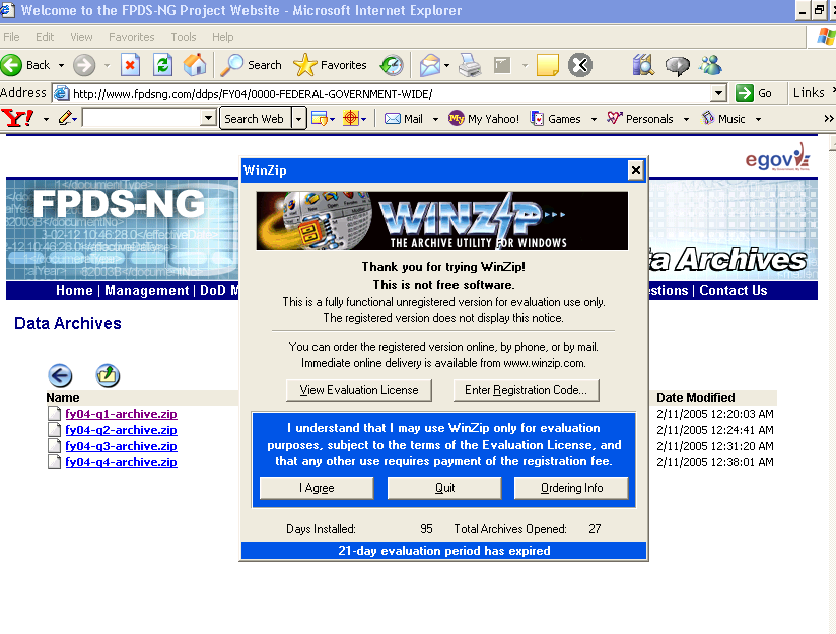 Welcome to the FPDS-NG Project Website - Microsoft Internet Explorer
File Edit View Favorites Tools Help
Back Search Favorites
Address http://www.fpdsng.com/ddps/FY04/0000-FEDERAL-GOVERNMENT-WIDE/ Go Links
Y! Search Web Mail My Yahoo! Games Personals Music
egov
FPDS-NG
Archives
Home | Management | DoD M
stions | Contact Us
Data Archives
Name Date Modified
fy04-q1-archive.zip 2/11/2005 12:20:03 AM
fy04-q2-archive.zip 2/11/2005 12:24:41 AM
fy04-q3-archive.zip 2/11/2005 12:31:20 AM
fy04-q4-archive.zip 2/11/2005 12:38:01 AM
WinZip
WINZIP
THE ARCHIVE UTILITY FOR WINDOWS
Thank you for trying WinZip!
This is not free software.
This is a fully functional unregistered version for evaluation use only.
The registered version does not display this notice.
You can order the registered version online, by phone, or by mail.
Immediate online delivery is available from www.winzip.com.
View Evaluation License Enter Registration Code...
I understand that I may use WinZip only for evaluation
purposes, subject to the terms of the Evaluation License, and
that any other use requires payment of the registration fee.
I Agree Quit Ordering Info
Days Installed: 95 Total Archives Opened: 27
21-day evaluation period has expired